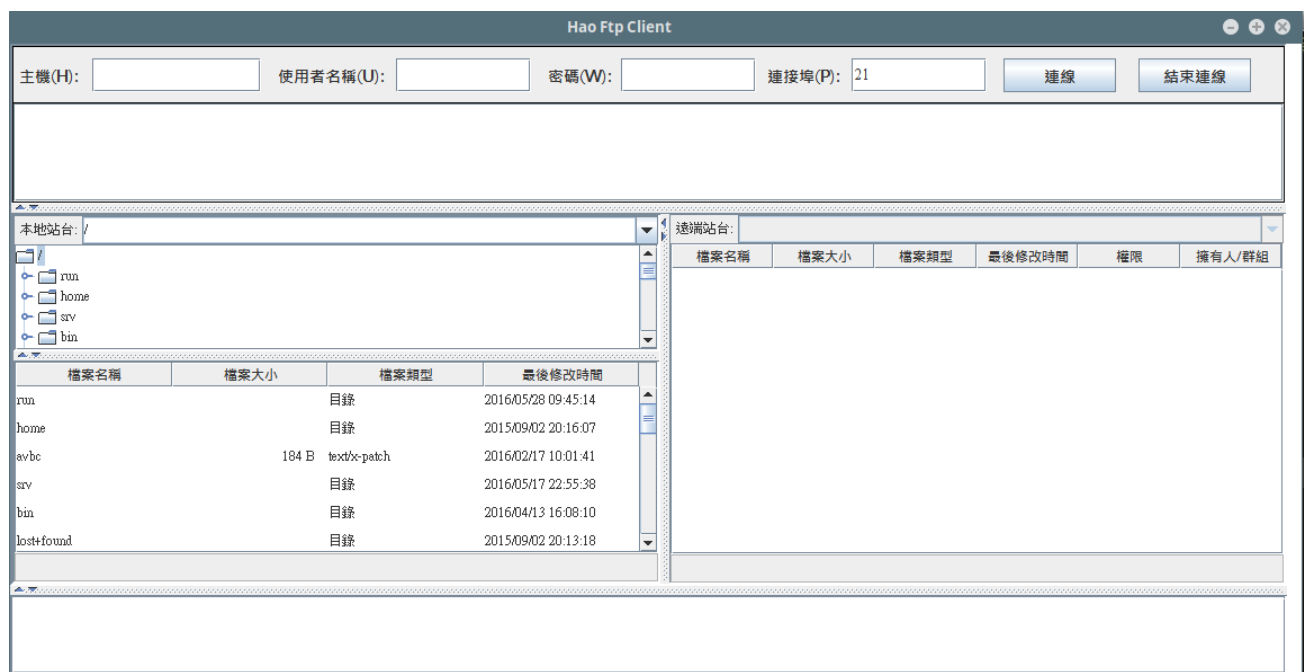 Hao Ftp Client
主機(H): 使用者名稱(U): 密碼(W): 連接埠(P): 21 連線 結束連線
本地站台: /
/
run
home
srv
bin
檔案名稱 檔案大小 檔案類型 最後修改時間
run 目錄 2016/05/28 09:45:14
home 目錄 2015/09/02 20:16:07
avbc 184 B text/x-patch 2016/02/17 10:01:41
srv 目錄 2016/05/17 22:55:38
bin 目錄 2016/04/13 16:08:10
lost+found 目錄 2015/09/02 20:13:18
遠端站台:
檔案名稱 檔案大小 檔案類型 最後修改時間 權限 擁有人/群組